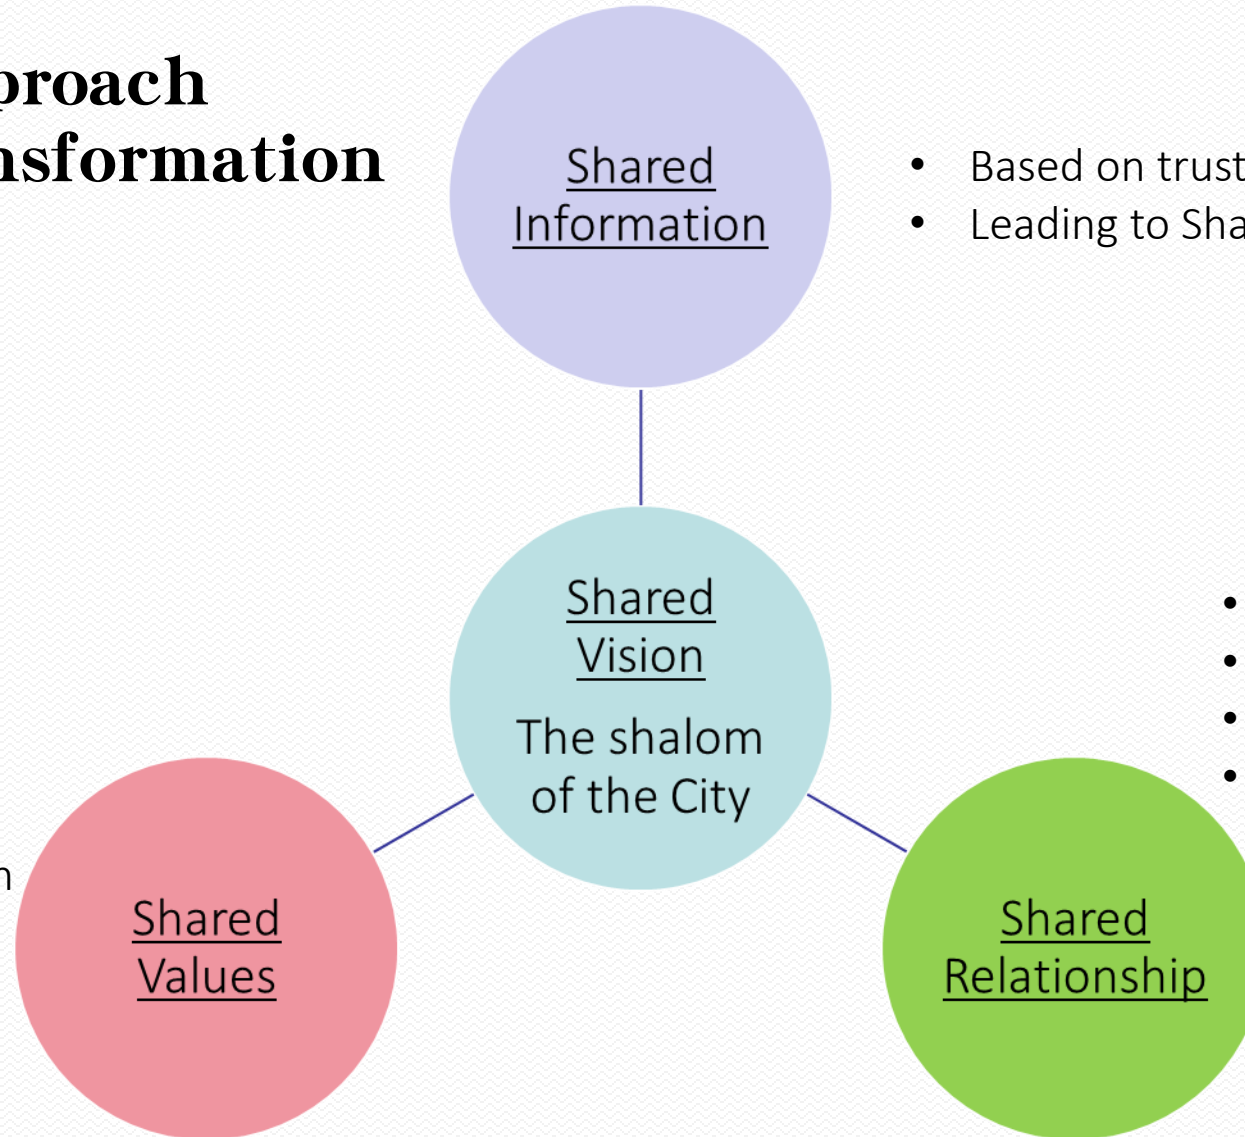 proach
nsformation
Shared
Information
• Based on trust
• Leading to Sha
Shared
Vision
The shalom
of the City
•
•
•
•
n
Shared
Values
Shared
Relationship